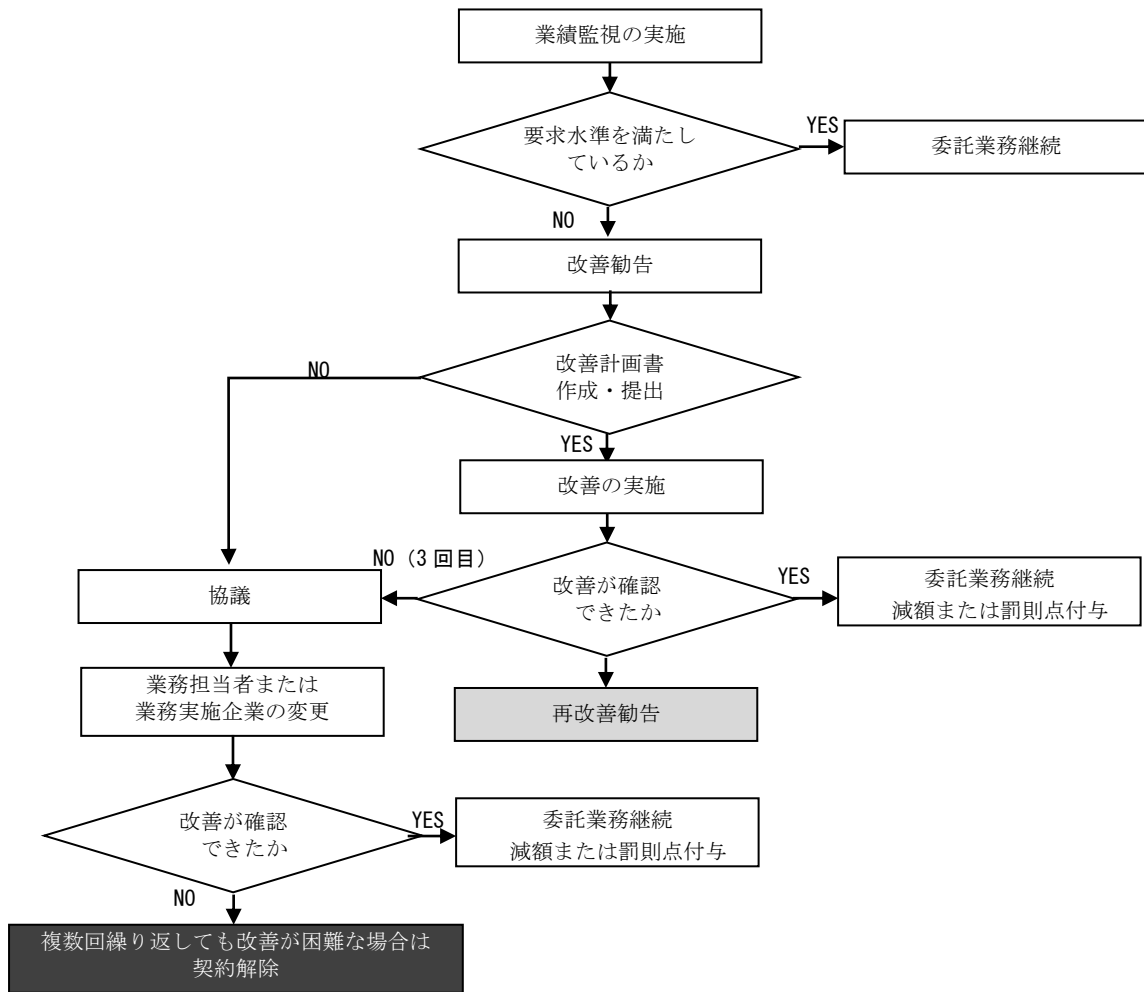 業績監視の実施
要求水準を満たし
ているか
YES
委託業務継続
NO
改善勧告
改善計画書
作成・提出
NO
YES
改善の実施
NO（3回目）
協議
改善が確認
できたか
YES
委託業務継続
減額または罰則点付与
業務担当者または
業務実施企業の変更
再改善勧告
改善が確認
できたか
YES
委託業務継続
減額または罰則点付与
NO
複数回繰り返しても改善が困難な場合は
契約解除